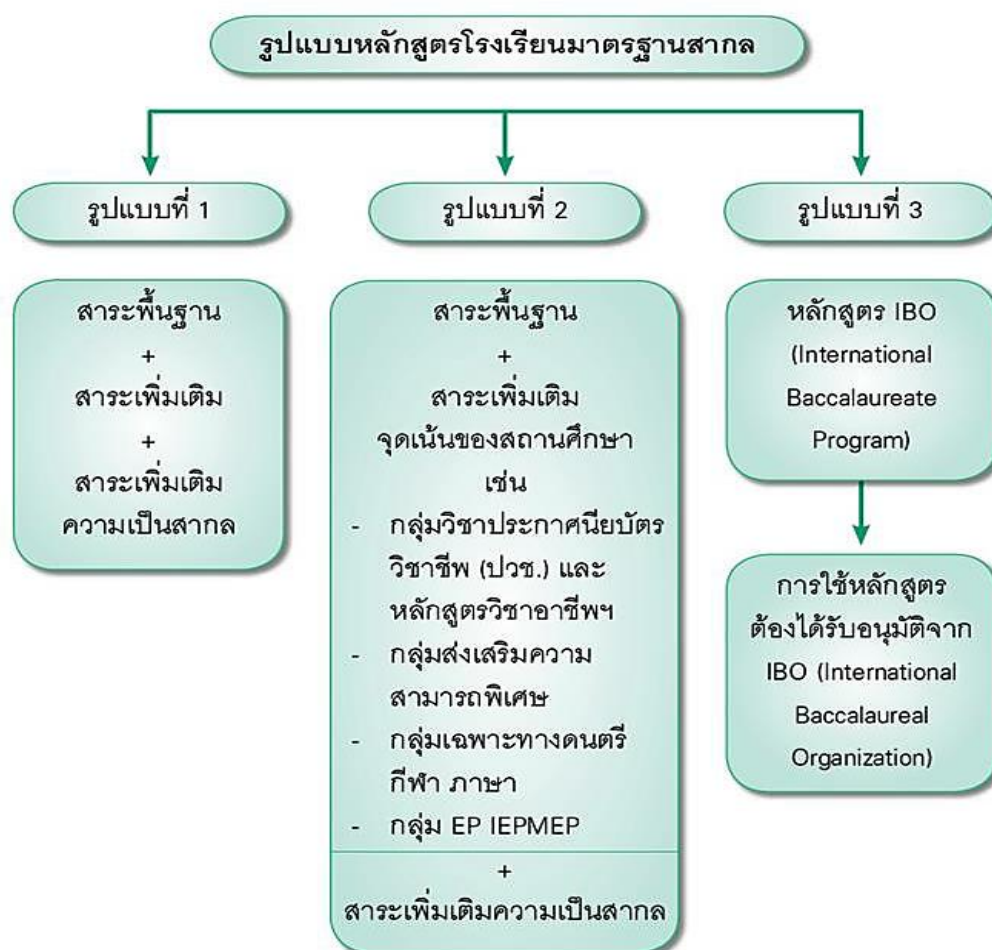 รูปแบบหลักสูตรโรงเรียนมาตรฐานสากล
รูปแบบที่ 1
สาระพื้นฐาน
+
สาระเพิ่มเติม
+
สาระเพิ่มเติม
ความเป็นสากล
รูปแบบที่ 2
สาระพื้นฐาน
+
สาระเพิ่มเติม
จุดเน้นของสถานศึกษา
เช่น
- กลุ่มวิชาประกาศนียบัตร
วิชาชีพ (ปวช.) และ
หลักสูตรวิชาอาชีพฯ
- กลุ่มส่งเสริมความ
สามารถพิเศษ
- กลุ่มเฉพาะทางดนตรี
กีฬา ภาษา
- กลุ่ม EP IEPMEP
+
สาระเพิ่มเติมความเป็นสากล
รูปแบบที่ 3
หลักสูตร IBO
(International
Baccalaureate
Program)
การใช้หลักสูตร
ต้องได้รับอนุมัติจาก
IBO (International
Baccalaureal
Organization)